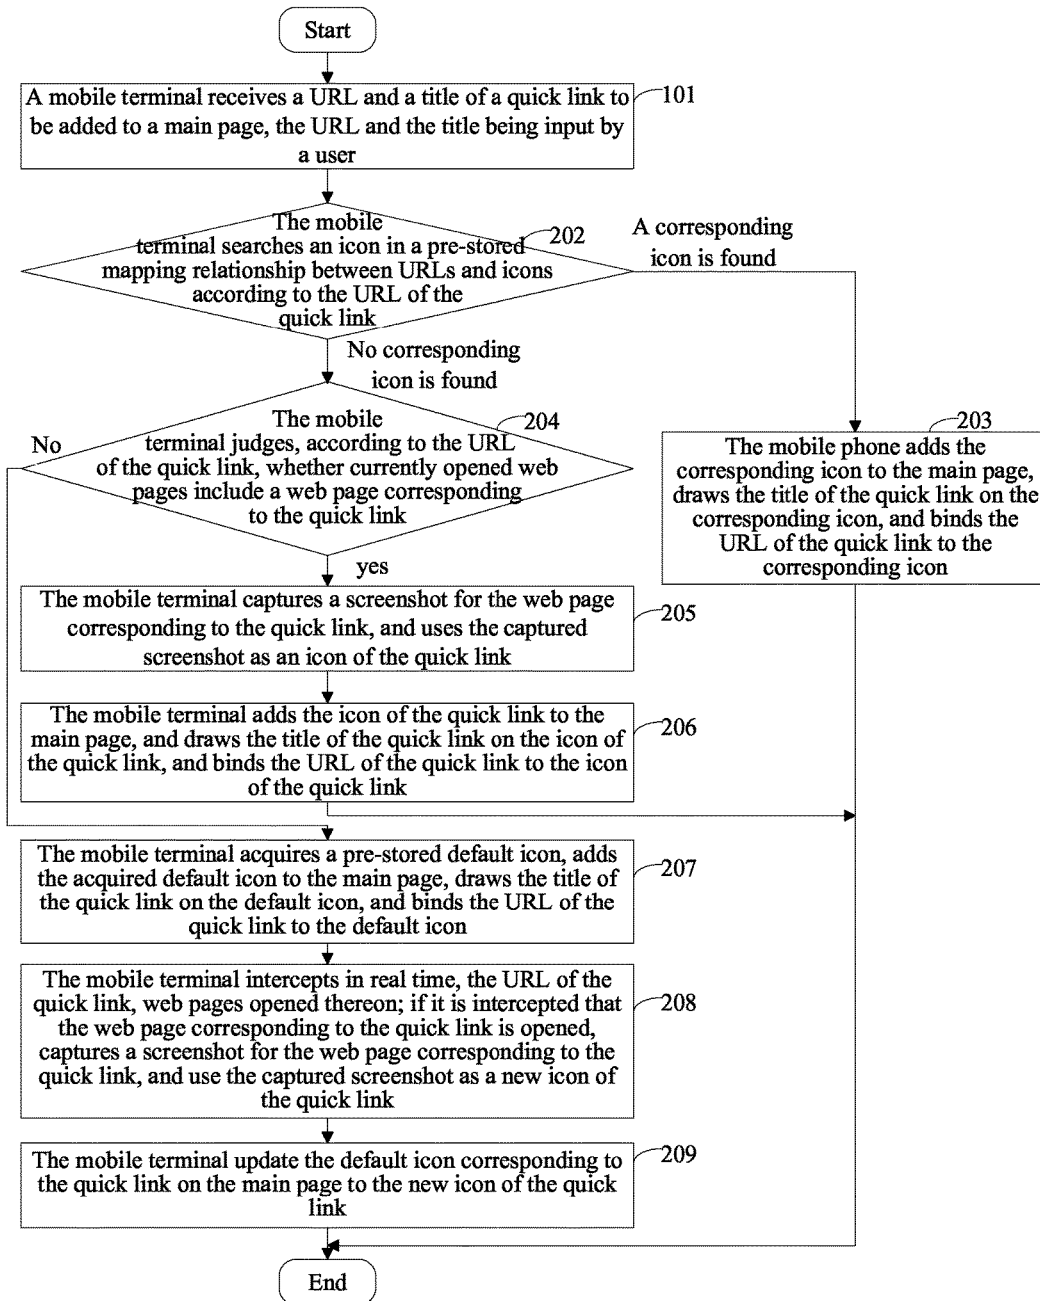 Start
A mobile terminal receives a URL and a title of a quick link to
be added to a main page, the URL and the title being input by
a user
101
The mobile
terminal searches an icon in a pre-stored
mapping relationship between URLs and icons
according to the URL of the
quick link
202
A corresponding
icon is found
No corresponding
icon is found
The mobile
terminal judges, according to the URL
of the quick link, whether currently opened web
pages include a web page corresponding
to the quick link
204
No
yes
203
The mobile phone adds the
corresponding icon to the main page,
draws the title of the quick link on the
corresponding icon, and binds the
URL of the quick link to the
corresponding icon
The mobile terminal captures a screenshot for the web page
corresponding to the quick link, and uses the captured
screenshot as an icon of the quick link
205
The mobile terminal adds the icon of the quick link to the
main page, and draws the title of the quick link on the icon of
the quick link, and binds the URL of the quick link to the icon
of the quick link
206
The mobile terminal acquires a pre-stored default icon, adds
the acquired default icon to the main page, draws the title of
the quick link on the default icon, and binds the URL of the
quick link to the default icon
207
The mobile terminal intercepts in real time, the URL of the
quick link, web pages opened thereon; if it is intercepted that
the web page corresponding to the quick link is opened,
captures a screenshot for the web page corresponding to the
quick link, and use the captured screenshot as a new icon of
the quick link
208
The mobile terminal update the default icon corresponding to
the quick link on the main page to the new icon of the quick
link
209
End